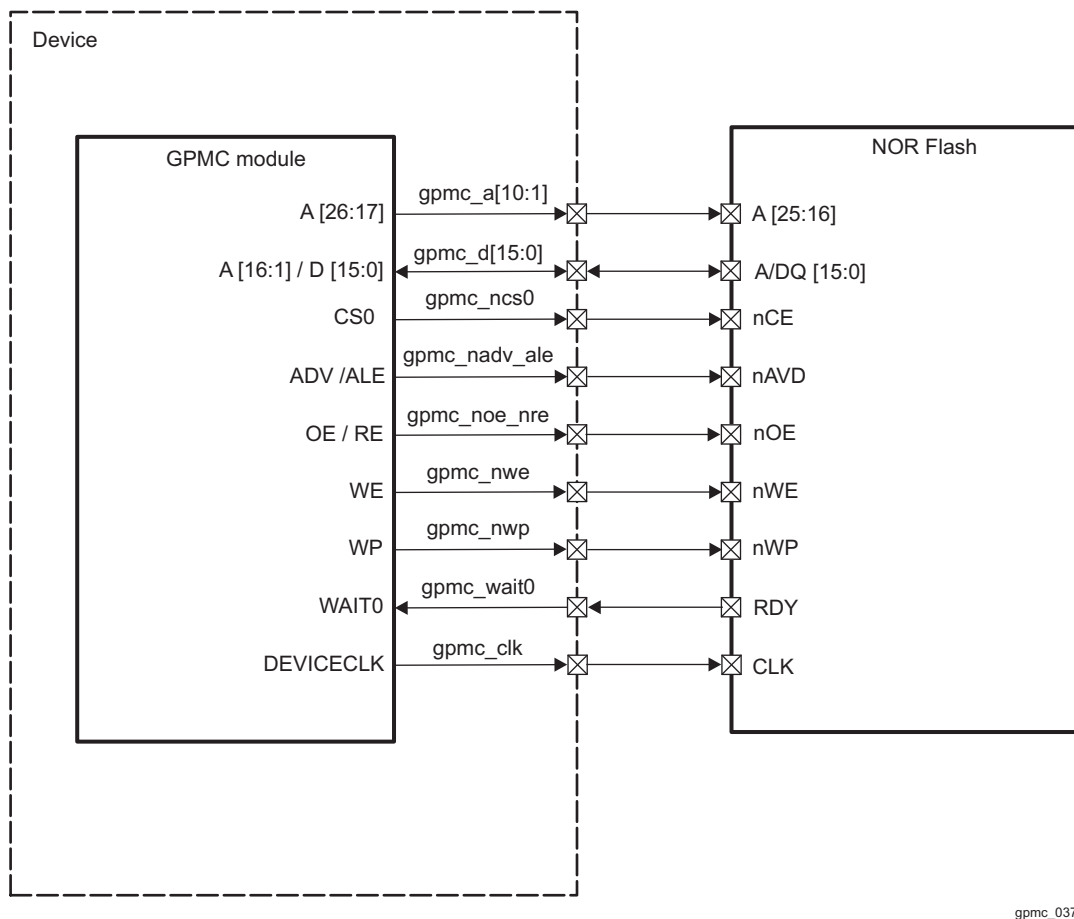 Device
GPMC module
NOR Flash
A [26:17]
gpmc_a[10:1]
A [25:16]
A [16:1] / D [15:0]
gpmc_d[15:0]
A/DQ [15:0]
CS0
gpmc_ncs0
nCE
ADV /ALE
gpmc_nadv_ale
nAVD
OE / RE
gpmc_noe_nre
nOE
WE
gpmc_nwe
nWE
WP
gpmc_nwp
nWP
WAIT0
gpmc_wait0
RDY
DEVICECLK
gpmc_clk
CLK
gpmc_037